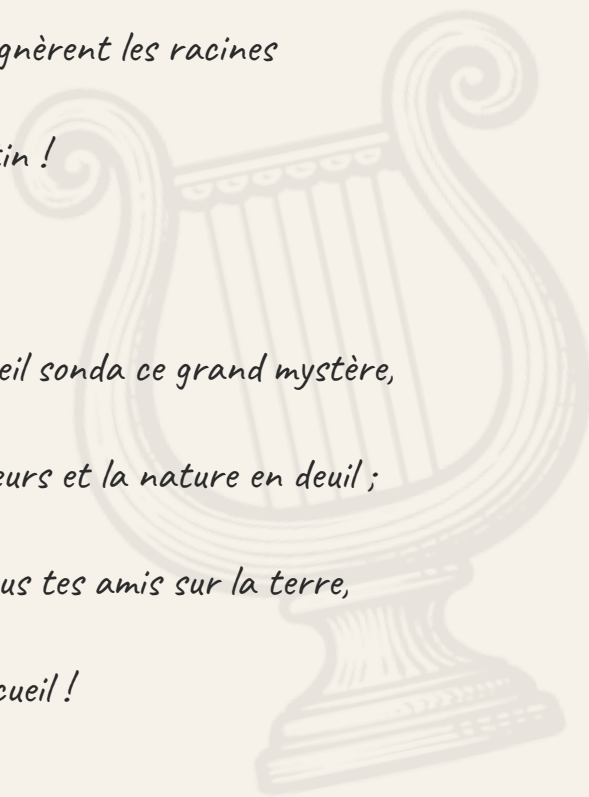 gnèrent les racines
tin !
eil sonda ce grand mystère,
eurs et la nature en deuil ;
us tes amis sur la terre,
cueil !